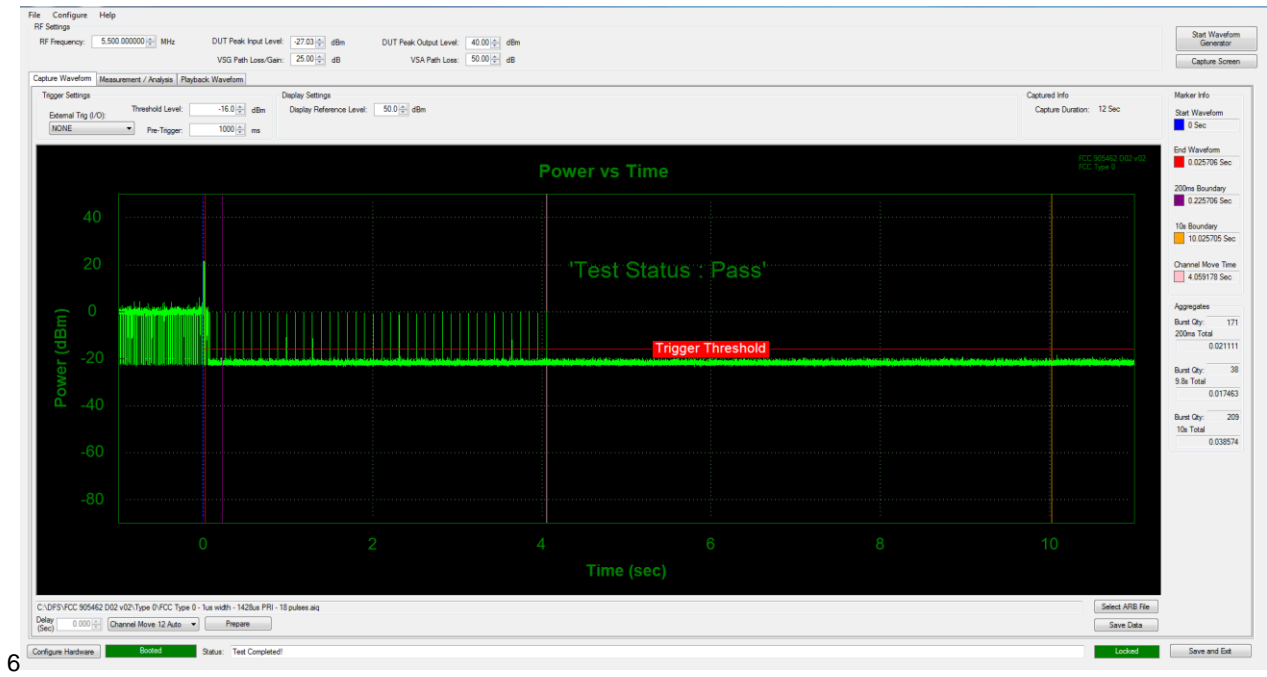 File Configure Help
RF Settings
RF Frequency: 5,500.000000 MHz DUT Peak Input Level: -27.03 dBm DUT Peak Output Level: 40.00 dBm
VSG Path Loss/Gain: 25.00 dB VSA Path Loss: 50.00 dB
Start Waveform Generator
Capture Screen
Capture Waveform Measurement / Analysis Playback Waveform
Trigger Settings
External Trig (I/O):
NONE
Threshold Level: -16.0 dBm
Pre-Trigger: 1000 ms
Display Settings
Display Reference Level: 50.0 dBm
Captured Info
Capture Duration: 12 Sec
Marker Info
Start Waveform
0 Sec
End Waveform
0.025706 Sec
200ms Boundary
0.225706 Sec
10s Boundary
10.025705 Sec
Channel Move Time
4.059178 Sec
Aggregates
Burst Qty: 171
200ms Total
0.021111
Burst Qty: 38
9.8s Total
0.017463
Burst Qty: 209
10s Total
0.038574
Power vs Time
FCC 905462 D02 v02
FCC Type 0
'Test Status : Pass'
Trigger Threshold
Power (dBm)
40
20
0
-20
-40
-60
-80
0 2 4 6 8 10
Time (sec)
C:\DFS\FCC 905462 D02 v02\Type 0\FCC Type 0 - 1us width - 1428us PRI - 18 pulses.aiq
Select ARB File
Delay (Sec) 0.000 Channel Move 12 Auto Prepare
Save Data
Configure Hardware Booted Status: Test Completed! Locked Save and Exit
6